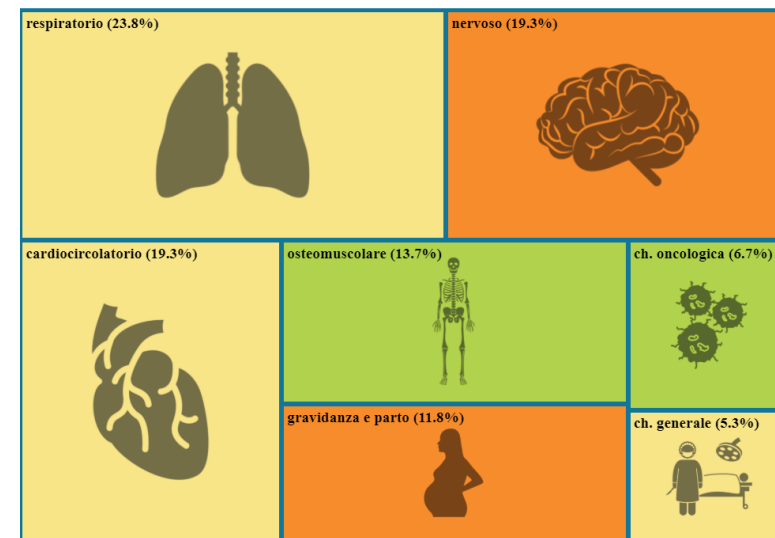 respiratorio (23.8%)
nervoso (19.3%)
cardiocircolatorio (19.3%)
osteomuscolare (13.7%)
ch. oncologica (6.7%)
gravidanza e parto (11.8%)
ch. generale (5.3%)